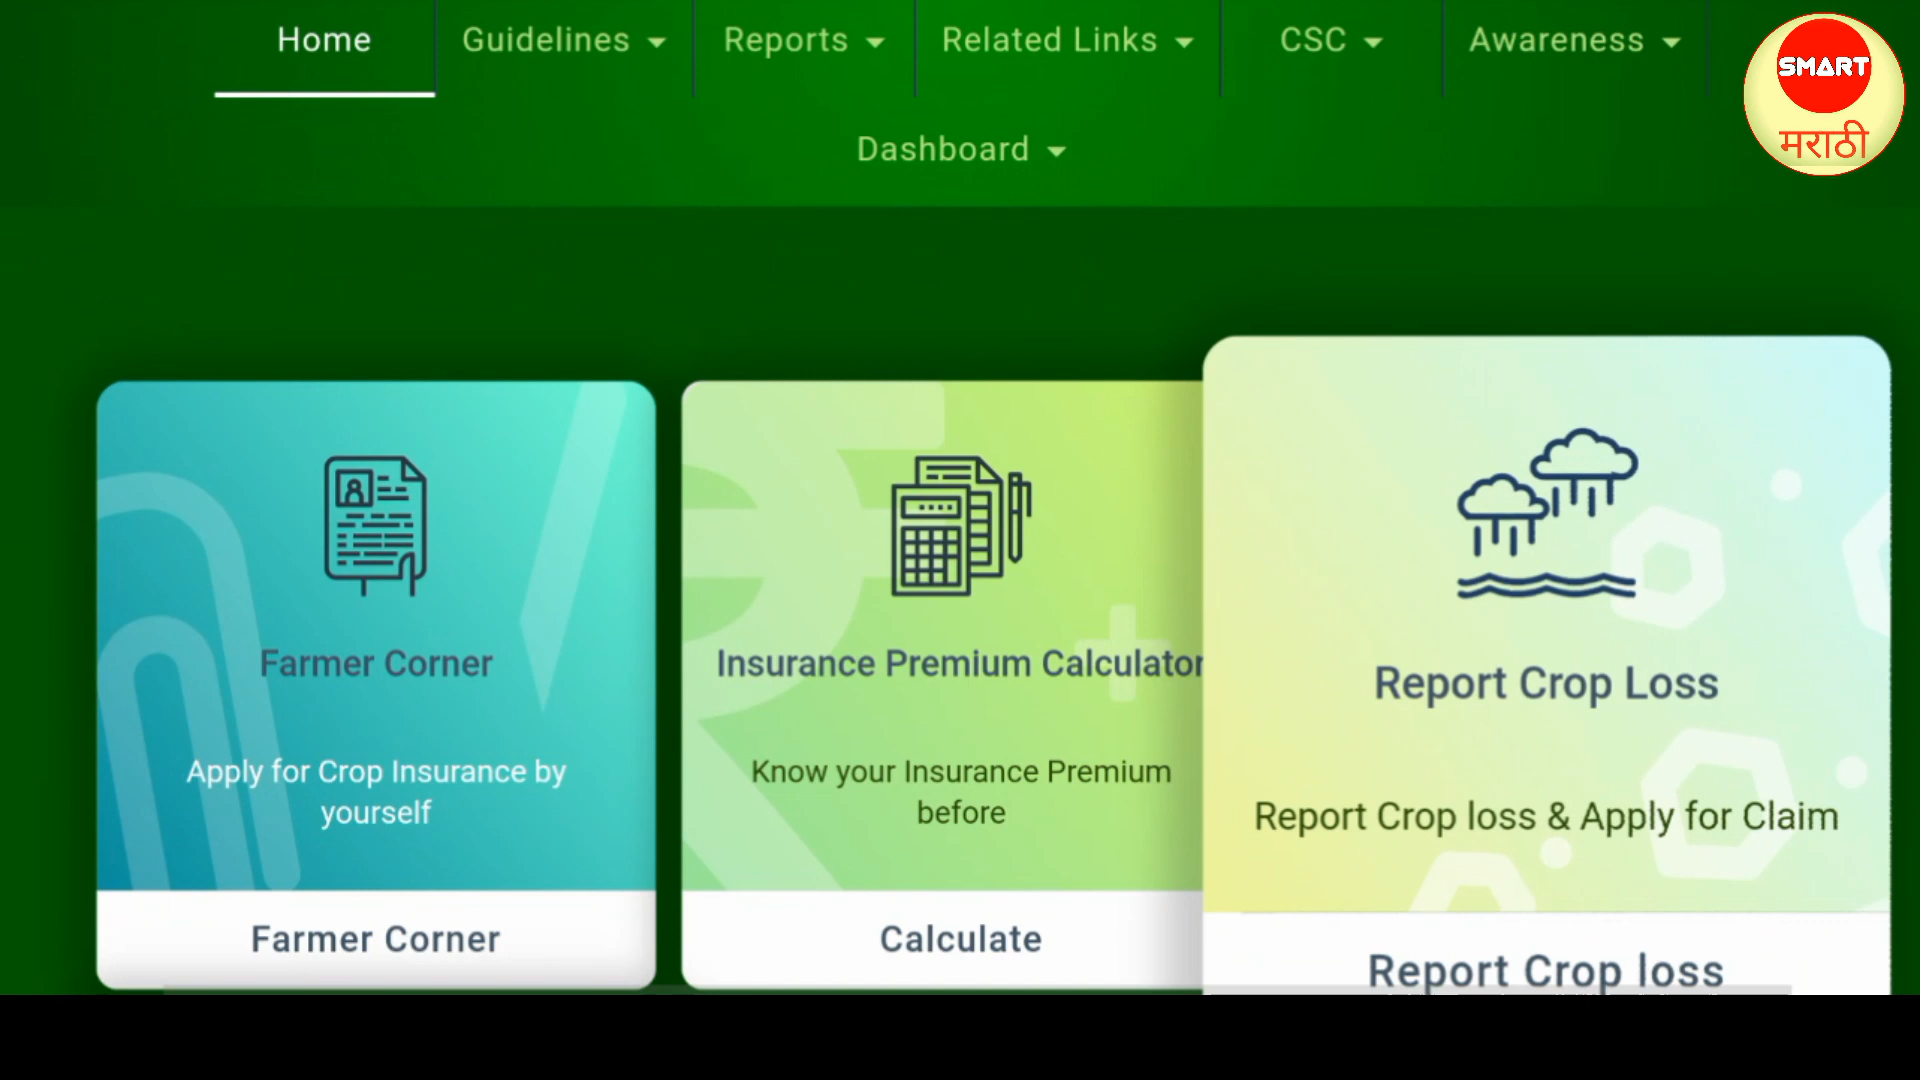 Home
Guidelines
Reports
Related Links
CSC
Awareness
Dashboard
SMART
मराठी
Farmer Corner
Apply for Crop Insurance by
yourself
Farmer Corner
Insurance Premium Calculator
Know your Insurance Premium
before
Calculate
Report Crop Loss
Report Crop loss & Apply for Claim
Report Crop loss